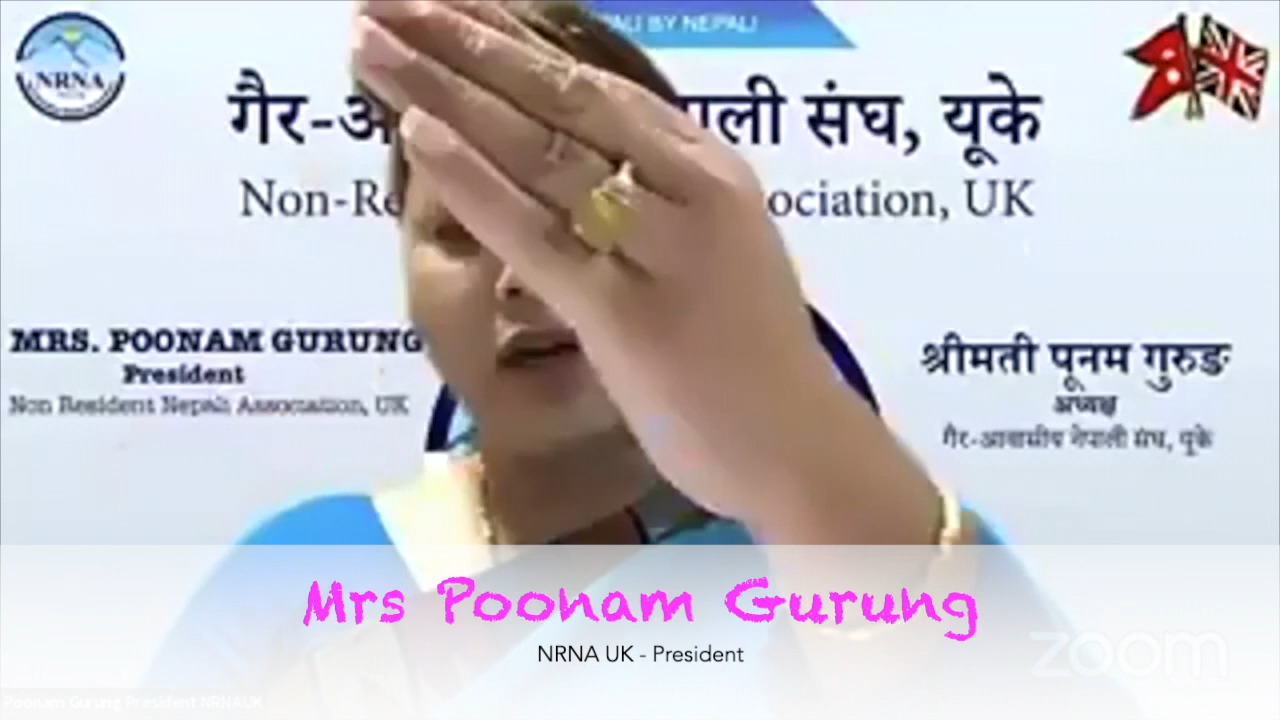 NRNA
ALI BY NEPALI
गैर-अ
पाली संघ, यूके
Non-Re
ociation, UK
MRS. POONAM GURUNG
President
Non Resident Nepali Association, UK
श्रीमती पूनम गुरुङ
अध्यक्ष
गैर-आवासीय नेपाली संघ, यूके
Mrs Poonam Gurung
NRNA UK - President
zoom
Poonam Gurung President NRNAUK